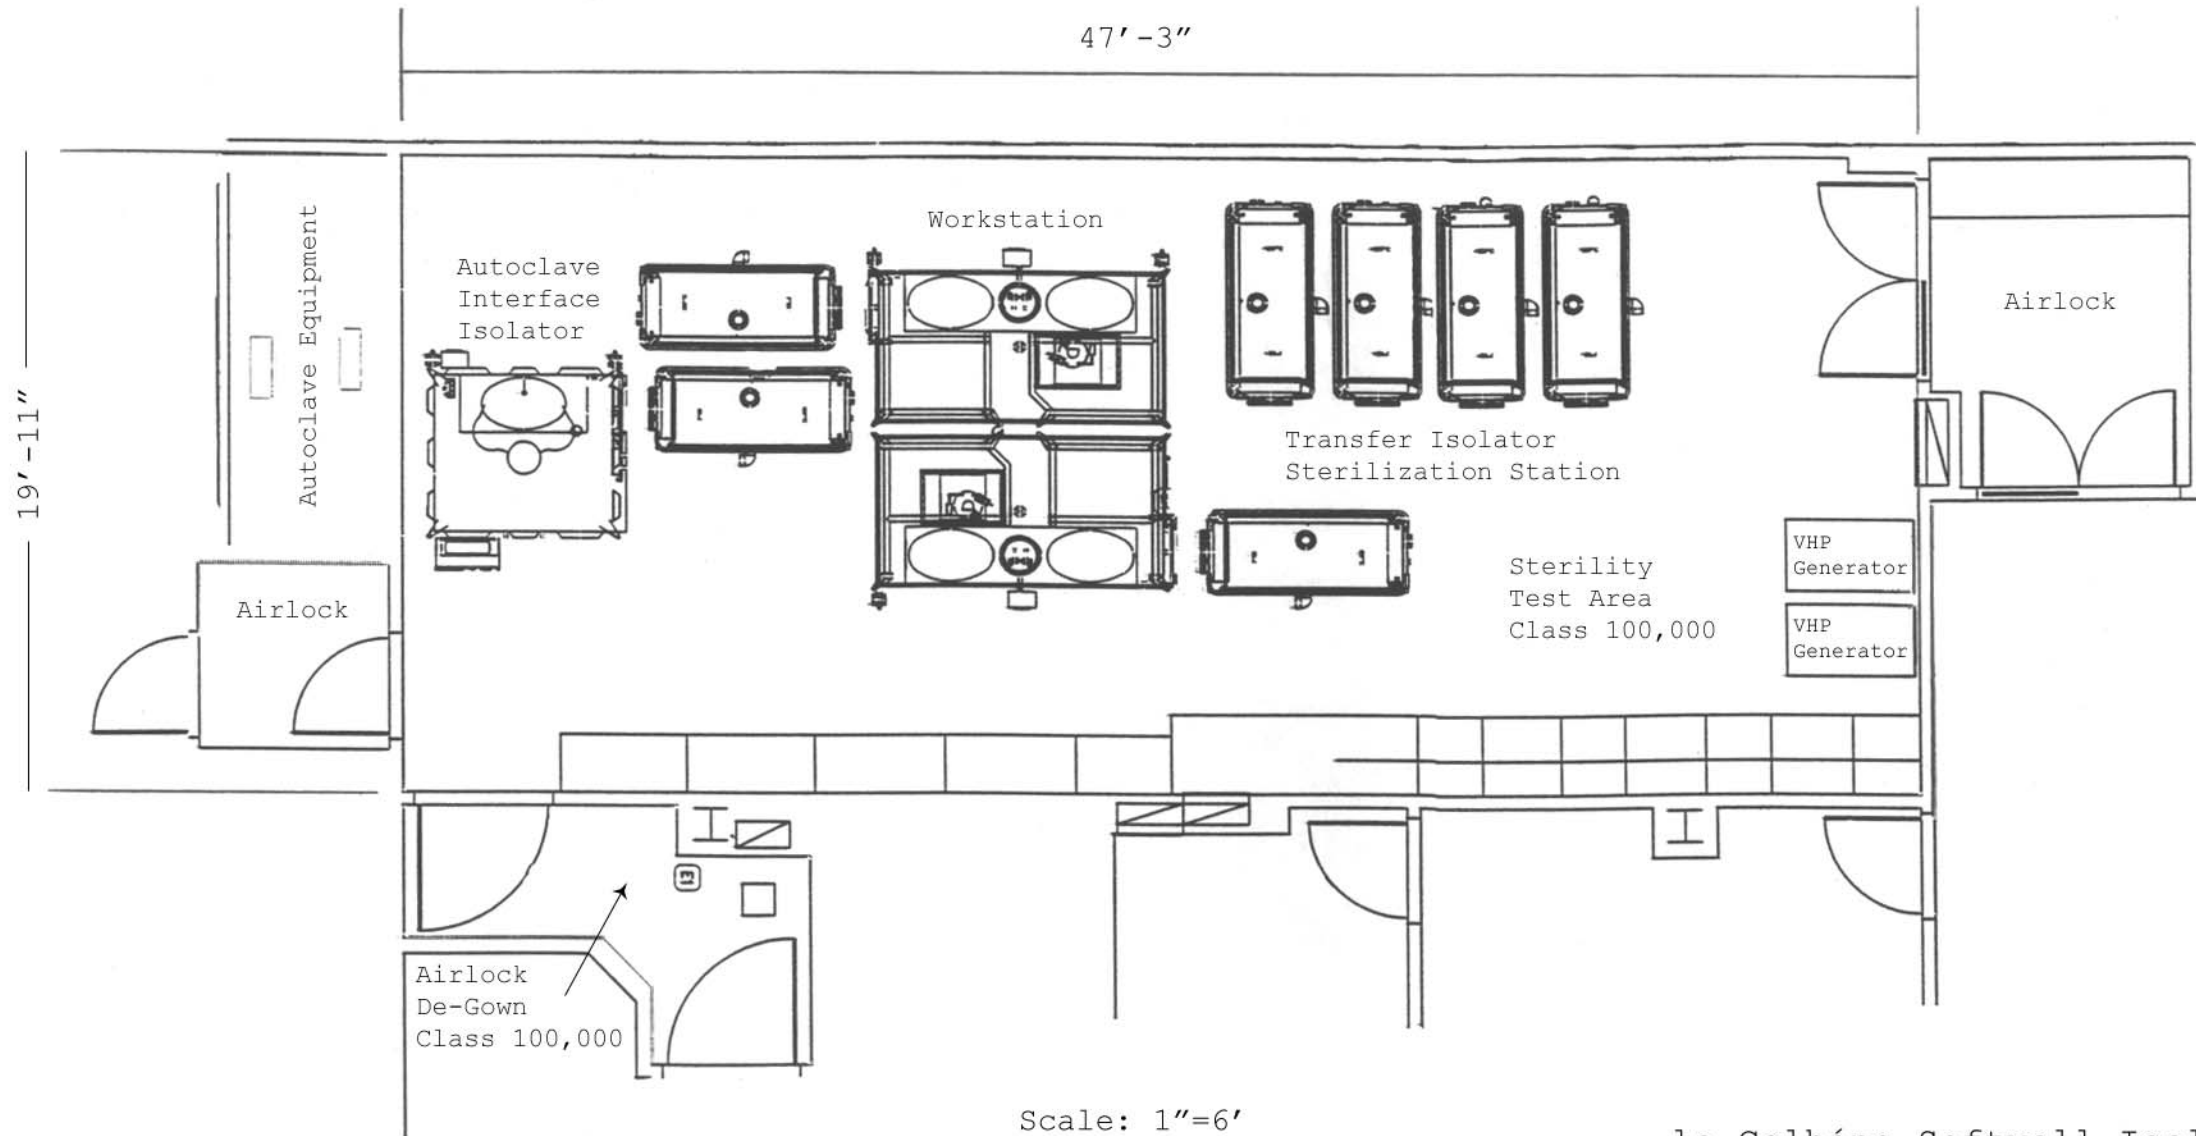 47'-3"
Workstation
Autoclave
Interface
Isolator
Autoclave Equipment
Airlock
19'-11"
Transfer Isolator
Sterilization Station
VHP
Generator
Sterility
Test Area
Class 100,000
Airlock
VHP
Generator
E1
Airlock
De-Gown
Class 100,000
Scale: 1"=6'